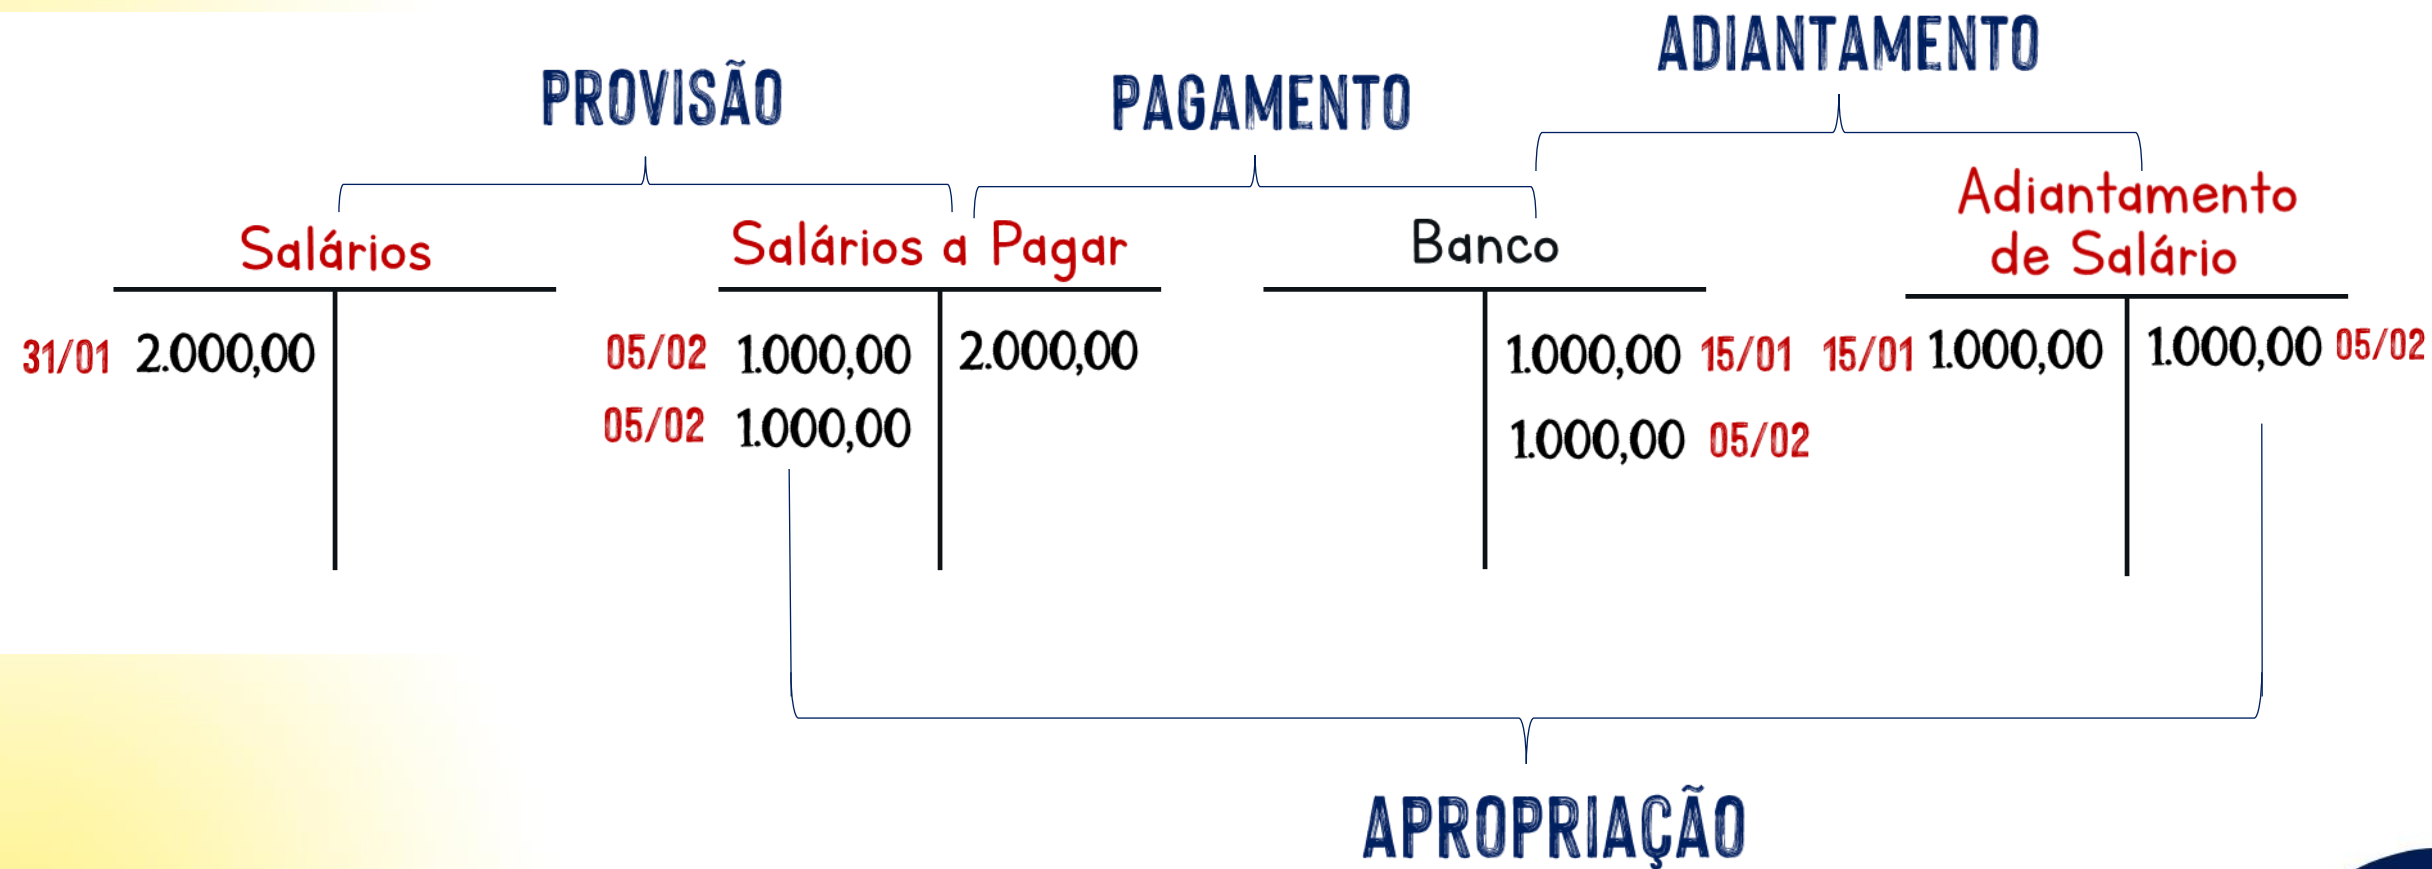 ADIANTAMENTO
PROVISÃO
PAGAMENTO
Salários
Salários a Pagar
Banco
Adiantamento
de Salário
31/01 2.000,00
05/02 1.000,00 2.000,00
05/02 1.000,00
1.000,00 15/01
1.000,00 05/02
15/01 1.000,00 1.000,00 05/02
APROPRIAÇÃO